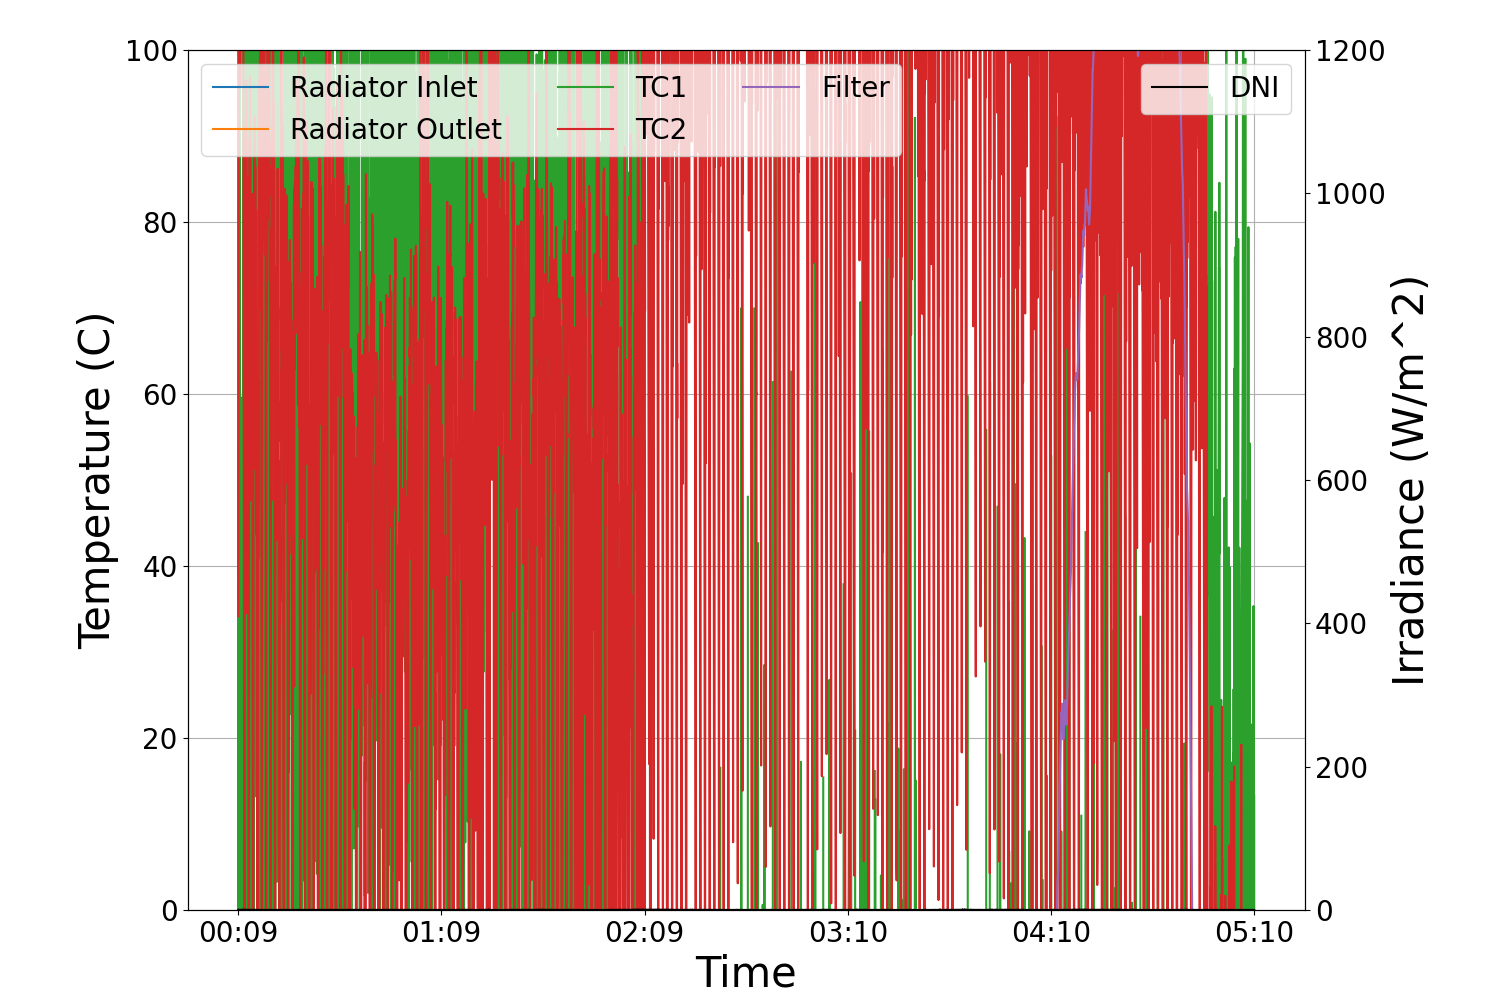 Radiator Inlet
Radiator Outlet
TC1
TC2
Filter
DNI
100
80
60
40
20
0
Temperature (C)
1200
1000
800
600
400
200
0
Irradiance (W/m^2)
00:09 01:09 02:09 03:10 04:10 05:10
Time